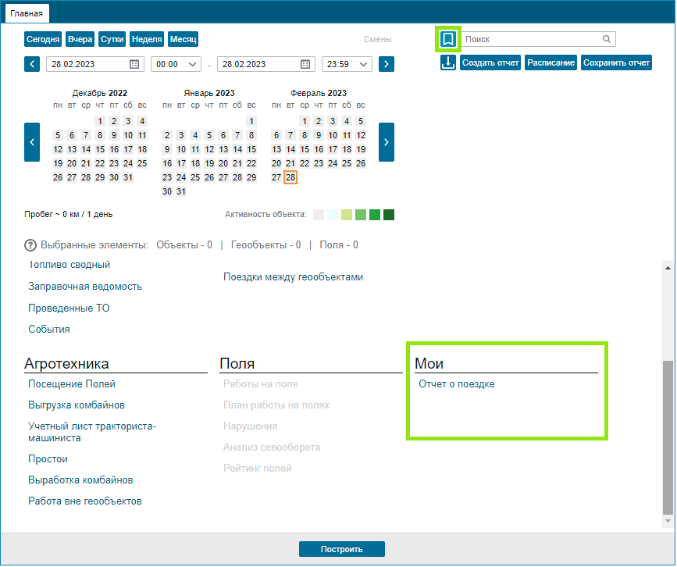 Главная
Сегодня Вчера Сутки Неделя Месяц Смены Поиск
28.02.2023 00:00 - 28.02.2023 23:59 Создать отчет Расписание Сохранить отчет
Декабрь 2022 Январь 2023 Февраль 2023
пн вт ср чт пт сб вс пн вт ср чт пт сб вс пн вт ср чт пт сб вс
1 2 3 4 1 1 2 3 4 5
5 6 7 8 9 10 11 2 3 4 5 6 7 8 6 7 8 9 10 11 12
12 13 14 15 16 17 18 9 10 11 12 13 14 15 13 14 15 16 17 18 19
19 20 21 22 23 24 25 16 17 18 19 20 21 22 20 21 22 23 24 25 26
26 27 28 29 30 31 23 24 25 26 27 28 29 27 28
30 31
Пробег ~ 0 км / 1 день Активность объекта:
? Выбранные элементы: Объекты - 0 | Геообъекты - 0 | Поля - 0
Топливо сводный
Заправочная ведомость
Проведенные ТО
События
Поездки между геообъектами
Агротехника
Посещение Полей
Выгрузка комбайнов
Учетный лист тракториста-
машиниста
Простои
Выработка комбайнов
Работа вне геообъектов
Поля
Работы на поле
План работы на полях
Нарушения
Анализ севооборота
Рейтинг полей
Мои
Отчет о поездке
Построить